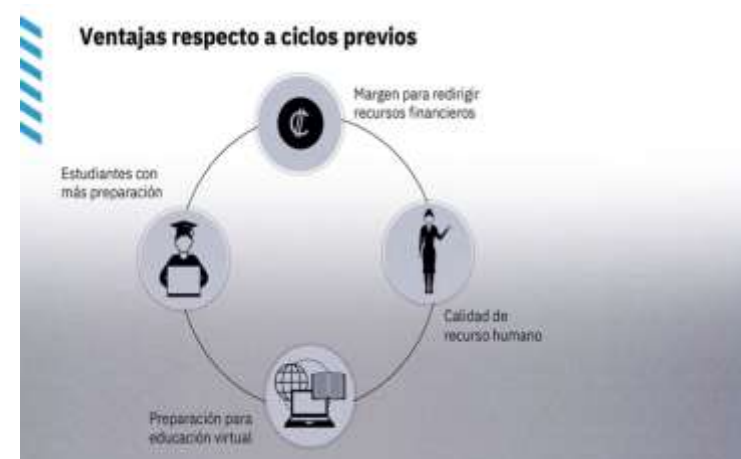 Ventajas respecto a ciclos previos
Margen para redirigir
recursos financieros
Estudiantes con
más preparación
Calidad de
recurso humano
Preparación para
educación virtual